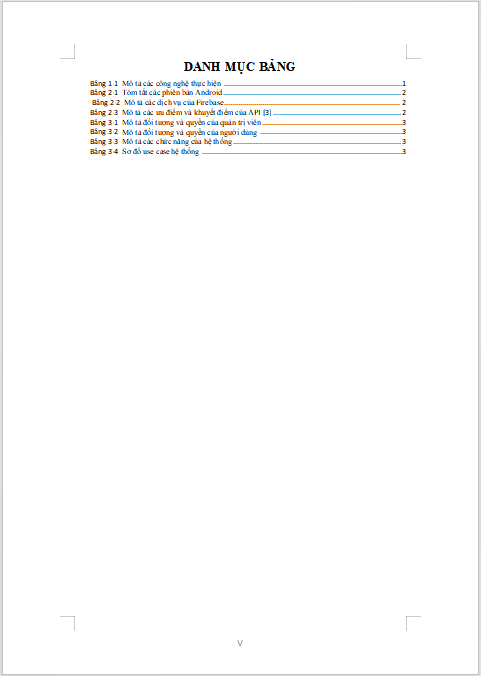 DANH MỤC BẢNG
Bảng 1-1 Mô tả các công nghệ thực hiện 1
Bảng 2-1 Tóm tắt các phiên bản Android 2
Bảng 2-2 Mô tả các dịch vụ của Firebase 2
Bảng 2-3 Mô tả các ưu điểm và khuyết điểm của API [3] 2
Bảng 3-1 Mô tả đối tượng và quyền của quản trị viên 3
Bảng 3-2 Mô tả đối tượng và quyền của người dùng 3
Bảng 3-3 Mô tả các chức năng của hệ thống 3
Bảng 3-4 Sơ đồ use case hệ thống 3
V